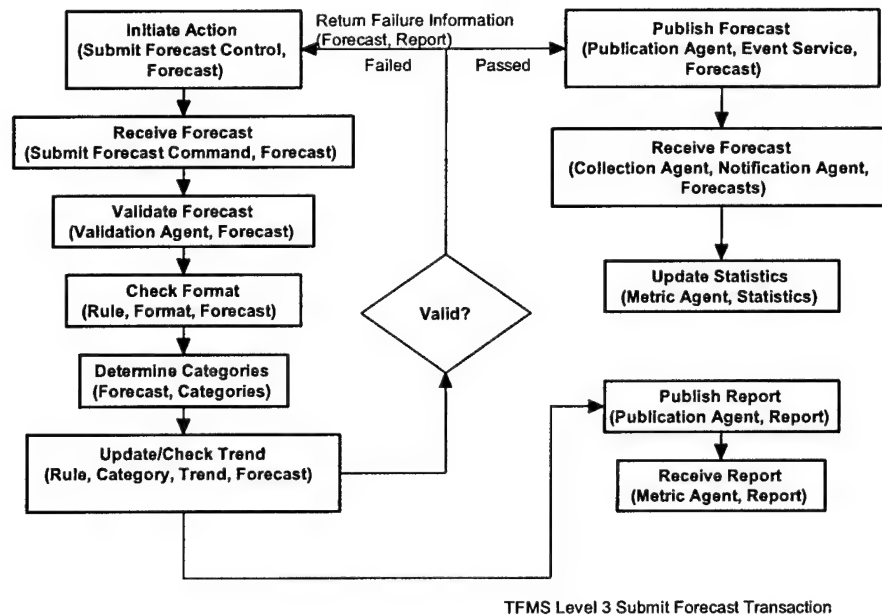 Initiate Action
(Submit Forecast Control,
Forecast)
Return Failure Information
(Forecast, Report)
Failed
Passed
Publish Forecast
(Publication Agent, Event Service,
Forecast)
Receive Forecast
(Submit Forecast Command, Forecast)
Receive Forecast
(Collection Agent, Notification Agent,
Forecasts)
Validate Forecast
(Validation Agent, Forecast)
Check Format
(Rule, Format, Forecast)
Valid?
Update Statistics
(Metric Agent, Statistics)
Determine Categories
(Forecast, Categories)
Publish Report
(Publication Agent, Report)
Update/Check Trend
(Rule, Category, Trend, Forecast)
Receive Report
(Metric Agent, Report)
TFMS Level 3 Submit Forecast Transaction